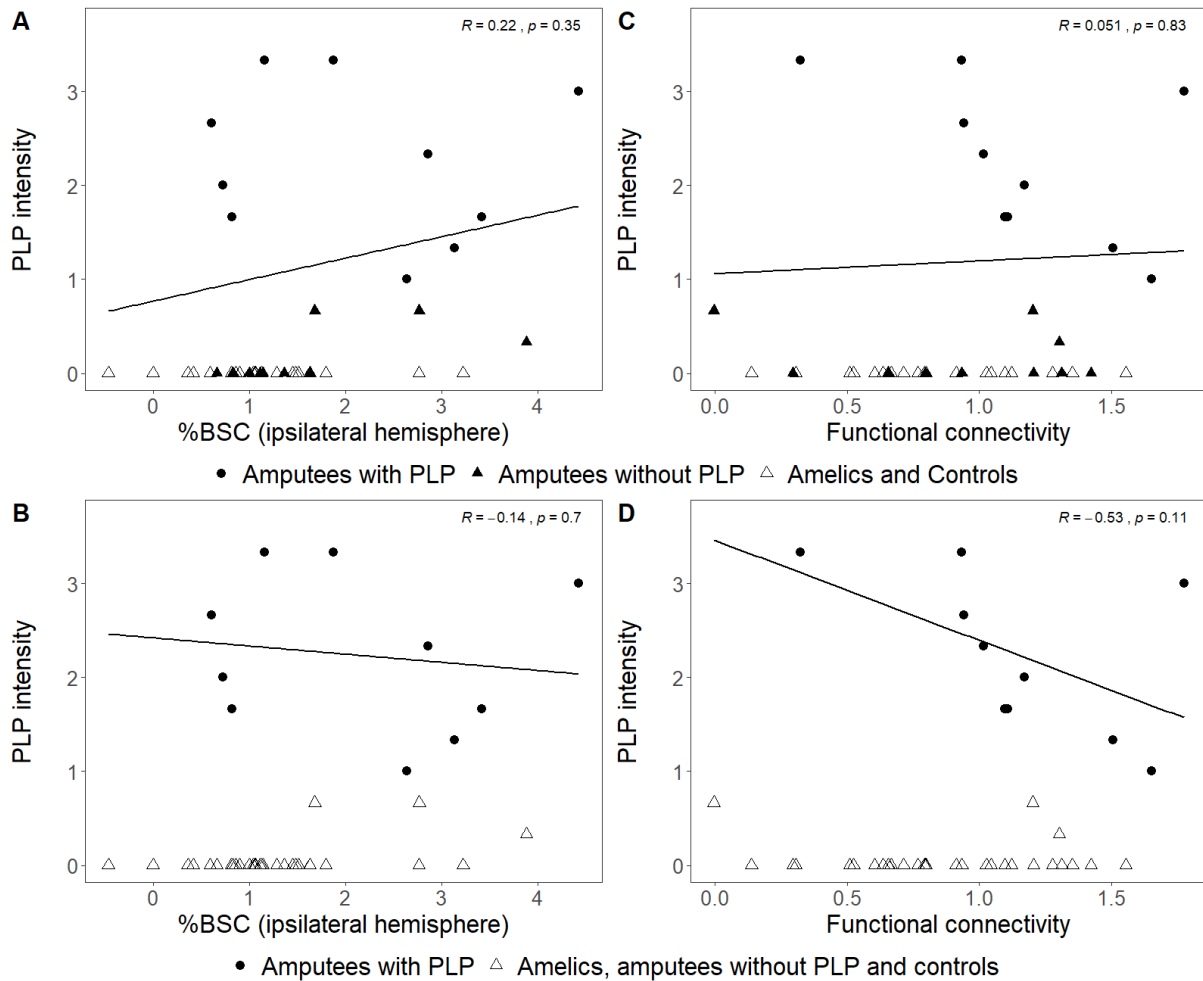 A
R = 0.22 , p = 0.35
PLP intensity
3
2
1
0
0 1 2 3 4
%BSC (ipsilateral hemisphere)
C
R = 0.051 , p = 0.83
PLP intensity
3
2
1
0
0.0 0.5 1.0 1.5
Functional connectivity
Amputees with PLP Amputees without PLP Amelics and Controls
B
R = −0.14 , p = 0.7
PLP intensity
3
2
1
0
0 1 2 3 4
%BSC (ipsilateral hemisphere)
D
R = −0.53 , p = 0.11
PLP intensity
3
2
1
0
0.0 0.5 1.0 1.5
Functional connectivity
Amputees with PLP Amelics, amputees without PLP and controls